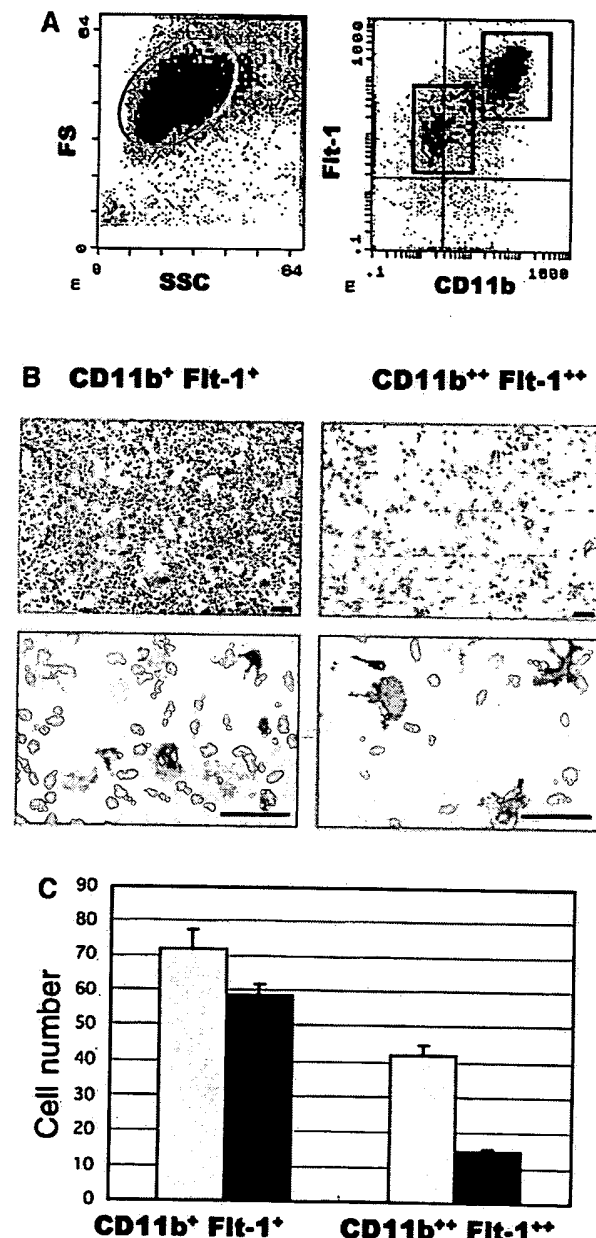 A
64
FS
0
0
64
E
SSC
1000
Flt-1
.1
.1
1000
E
CD11b
B CD11b+ Flt-1+ CD11b++ Flt-1++
C
90
80
70
60
50
40
30
20
10
0
Cell number
CD11b+ Flt-1+ CD11b++ Flt-1++